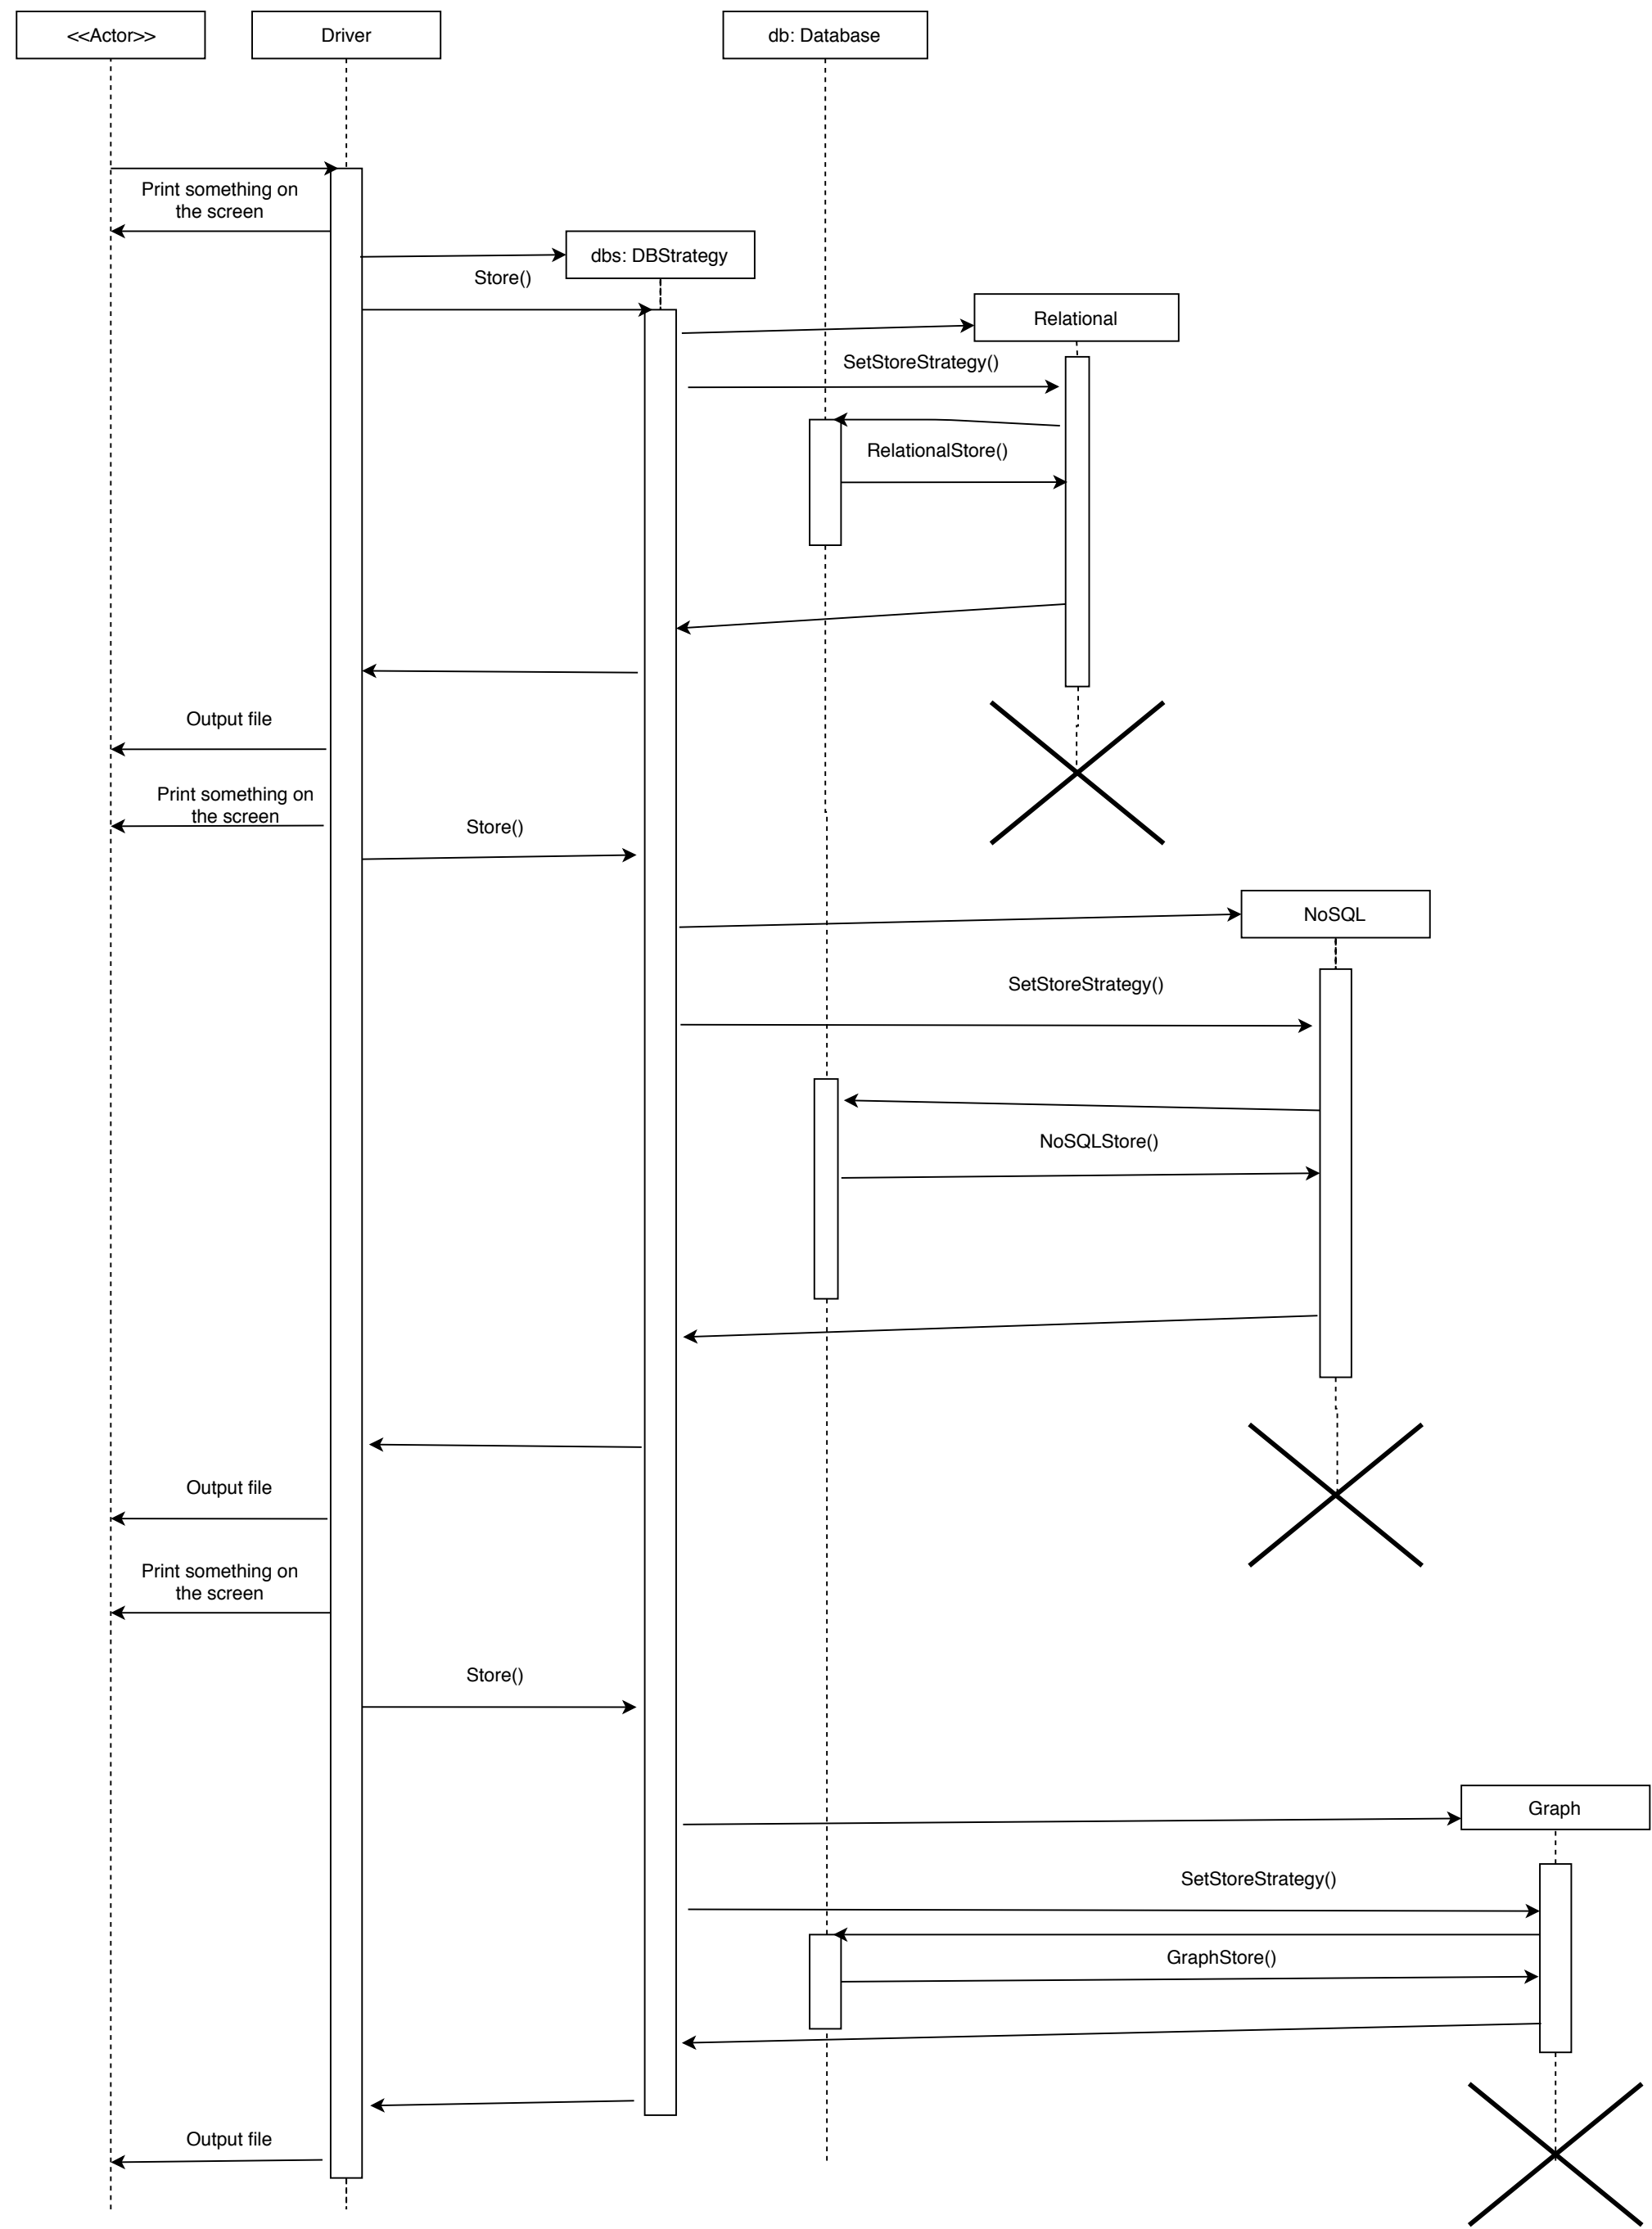 <<Actor>>
Driver
db: Database
Print something on
the screen
dbs: DBStrategy
Store()
Relational
SetStoreStrategy()
RelationalStore()
Output file
Print something on
the screen
Store()
NoSQL
SetStoreStrategy()
NoSQLStore()
Output file
Print something on
the screen
Store()
Graph
SetStoreStrategy()
GraphStore()
Output file